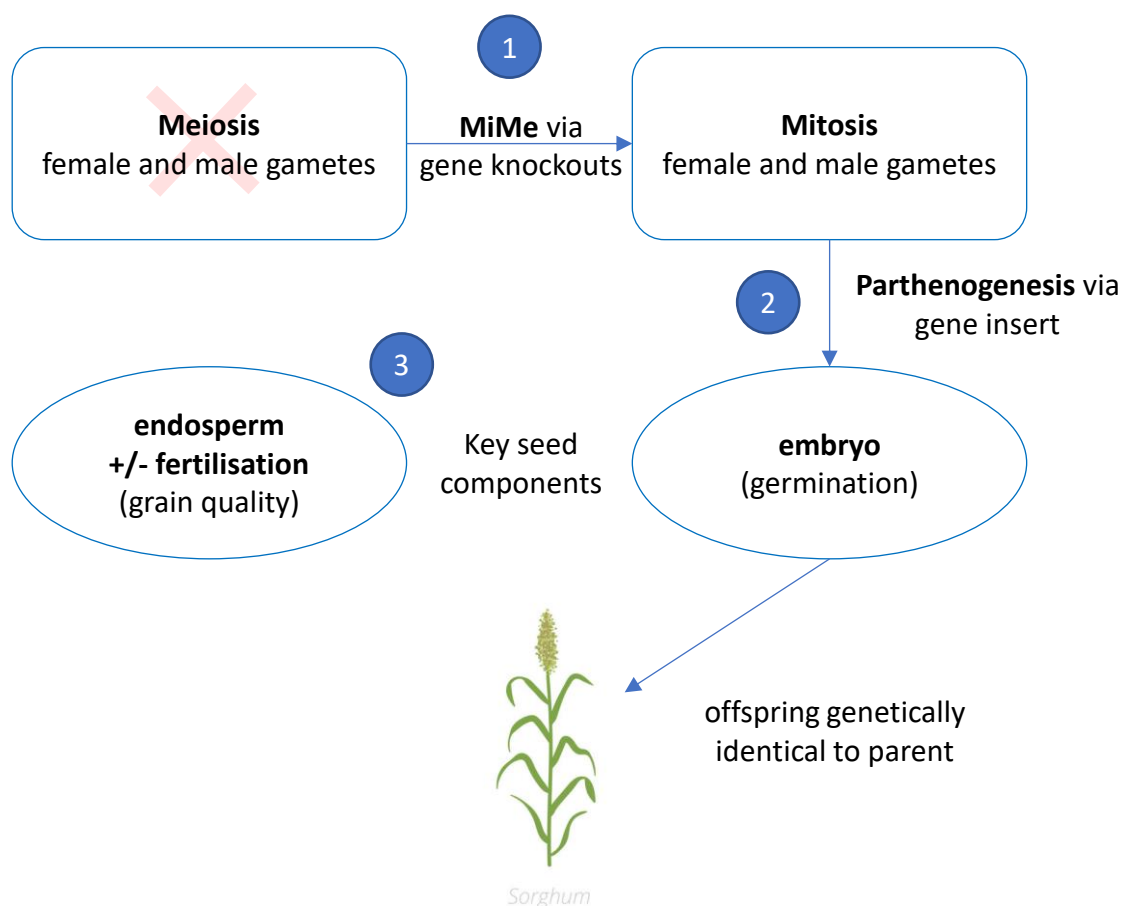 1
Meiosis
female and male gametes
MiMe via
gene knockouts
Mitosis
female and male gametes
2
Parthenogenesis via
gene insert
3
endosperm
+/- fertilisation
(grain quality)
Key seed
components
embryo
(germination)
offspring genetically
identical to parent
Sorghum